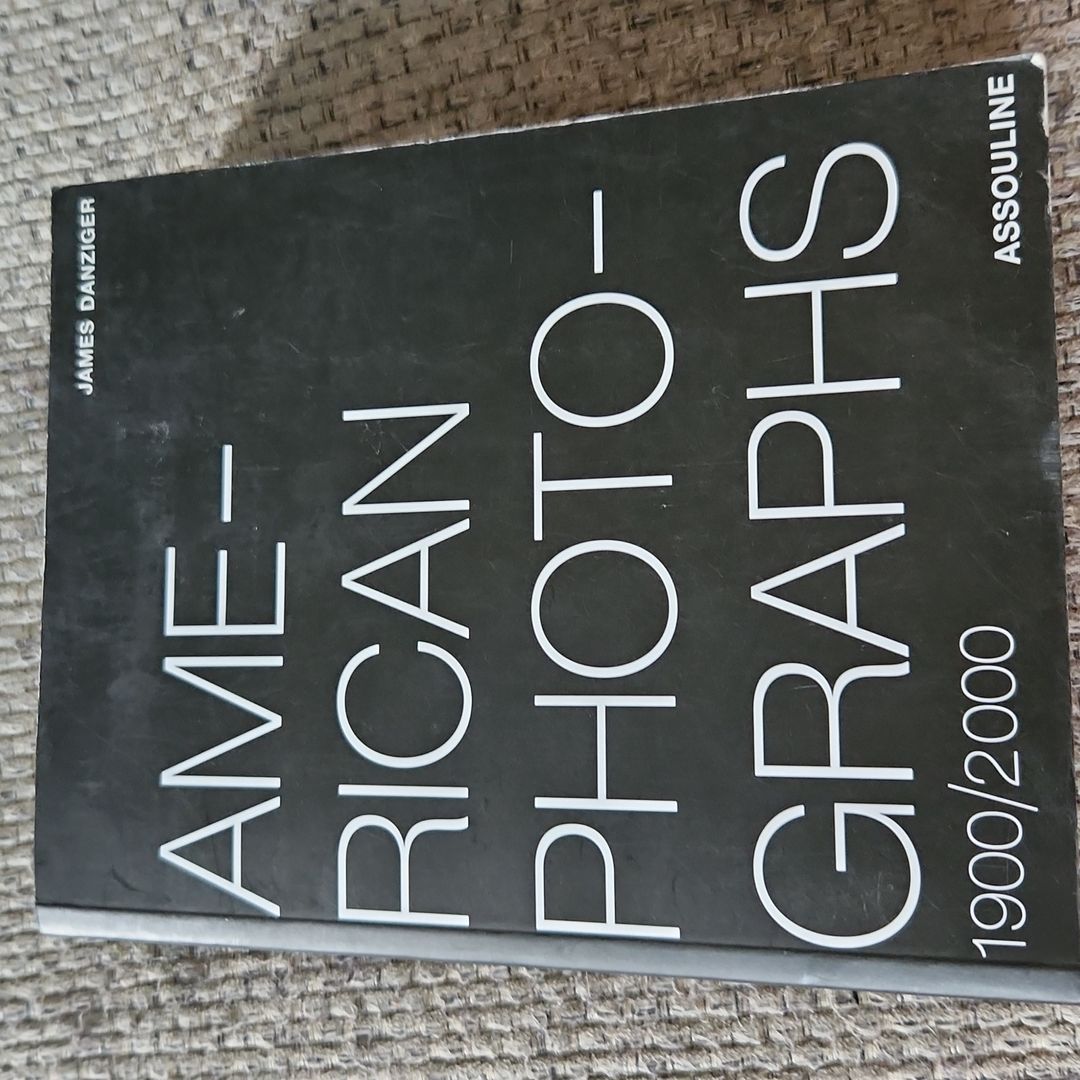 JAMES DANZIGER
AME-
RICAN
PHOTO-
GRAPHS
1900/2000
ASSOULINE